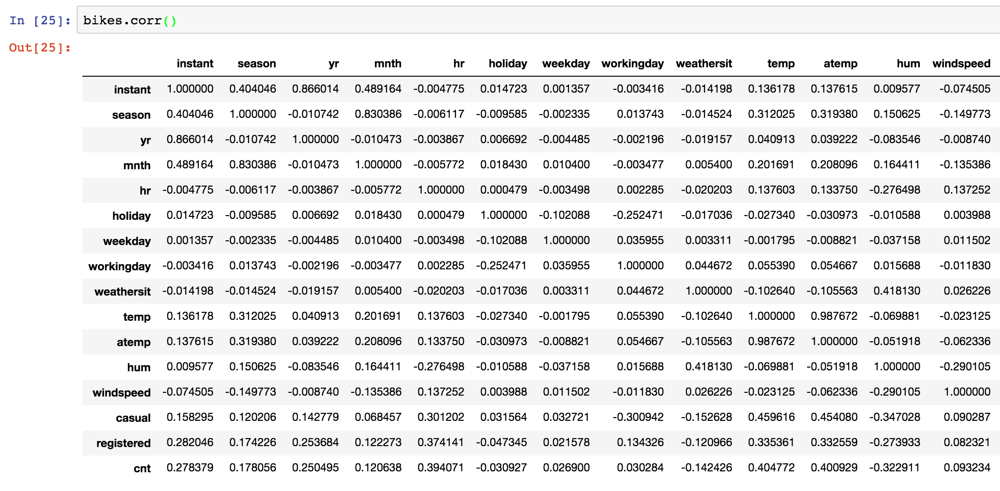 In [25]: bikes.corr()
Out[25]:
instant season yr mnth hr holiday weekday workingday weathersit temp atemp hum windspeed
instant 1.000000 0.404046 0.866014 0.489164 -0.004775 0.014723 0.001357 -0.003416 -0.014198 0.136178 0.137615 0.009577 -0.074505
season 0.404046 1.000000 -0.010742 0.830386 -0.006117 -0.009585 -0.002335 0.013743 -0.014524 0.312025 0.319380 0.150625 -0.149773
yr 0.866014 -0.010742 1.000000 -0.010473 -0.003867 0.006692 -0.004485 -0.002196 -0.019157 0.040913 0.039222 -0.083546 -0.008740
mnth 0.489164 0.830386 -0.010473 1.000000 -0.005772 0.018430 0.010400 -0.003477 0.005400 0.201691 0.208096 0.164411 -0.135386
hr -0.004775 -0.006117 -0.003867 -0.005772 1.000000 0.000479 -0.003498 0.002285 -0.020203 0.137603 0.133750 -0.276498 0.137252
holiday 0.014723 -0.009585 0.006692 0.018430 0.000479 1.000000 -0.102088 -0.252471 -0.017036 -0.027340 -0.030973 -0.010588 0.003988
weekday 0.001357 -0.002335 -0.004485 0.010400 -0.003498 -0.102088 1.000000 0.035955 0.003311 -0.001795 -0.008821 -0.037158 0.011502
workingday -0.003416 0.013743 -0.002196 -0.003477 0.002285 -0.252471 0.035955 1.000000 0.044672 0.055390 0.054667 0.015688 -0.011830
weathersit -0.014198 -0.014524 -0.019157 0.005400 -0.020203 -0.017036 0.003311 0.044672 1.000000 -0.102640 -0.105563 0.418130 0.026226
temp 0.136178 0.312025 0.040913 0.201691 0.137603 -0.027340 -0.001795 0.055390 -0.102640 1.000000 0.987672 -0.069881 -0.023125
atemp 0.137615 0.319380 0.039222 0.208096 0.133750 -0.030973 -0.008821 0.054667 -0.105563 0.987672 1.000000 -0.051918 -0.062336
hum 0.009577 0.150625 -0.083546 0.164411 -0.276498 -0.010588 -0.037158 0.015688 0.418130 -0.069881 -0.051918 1.000000 -0.290105
windspeed -0.074505 -0.149773 -0.008740 -0.135386 0.137252 0.003988 0.011502 -0.011830 0.026226 -0.023125 -0.062336 -0.290105 1.000000
casual 0.158295 0.120206 0.142779 0.068457 0.301202 0.031564 0.032721 -0.300942 -0.152628 0.459616 0.454080 -0.347028 0.090287
registered 0.282046 0.174226 0.253684 0.122273 0.374141 -0.047345 0.021578 0.134326 -0.120966 0.335361 0.332559 -0.273933 0.082321
cnt 0.278379 0.178056 0.250495 0.120638 0.394071 -0.030927 0.026900 0.030284 -0.142426 0.404772 0.400929 -0.322911 0.093234